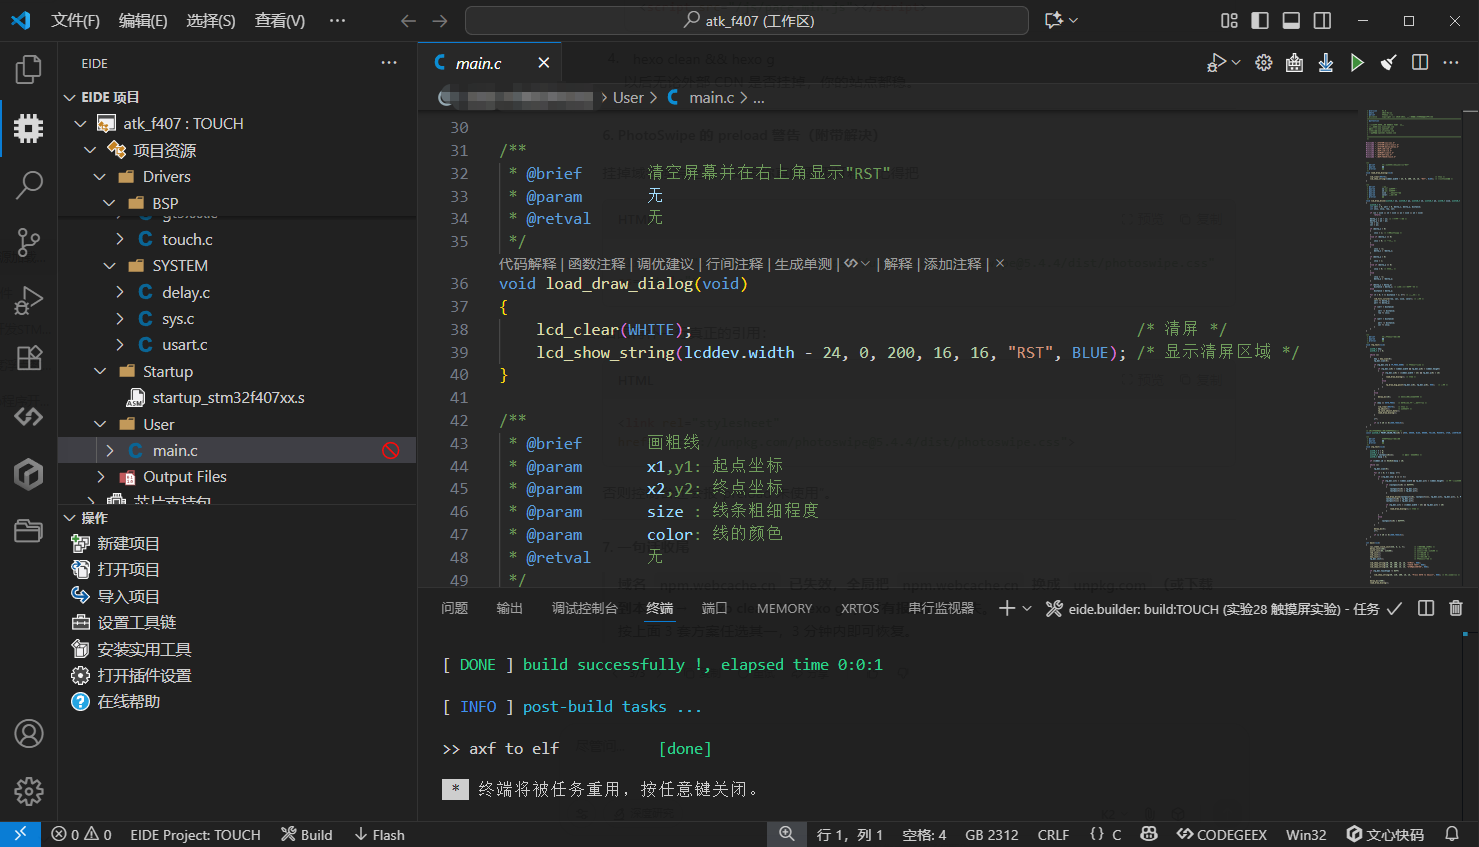 文件(F) 编辑(E) 选择(S) 查看(V) ··· atk_f407 (工作区)
EIDE ···
EIDE 项目
atk_f407 : TOUCH
项目资源
Drivers
BSP
touch.c
SYSTEM
delay.c
sys.c
usart.c
Startup
startup_stm32f407xx.s
User
main.c
Output Files
芯片支持包
操作
新建项目
打开项目
导入项目
设置工具链
安装实用工具
打开插件设置
在线帮助
main.c
> User > main.c > ...
30
31 /**
32 * @brief 清空屏幕并在右上角显示"RST"
33 * @param 无
34 * @retval 无
35 */
代码解释 | 函数注释 | 调优建议 | 行间注释 | 生成单测 | | 解释 | 添加注释 | ×
36 void load_draw_dialog(void)
37 {
38 lcd_clear(WHITE); /* 清屏 */
39 lcd_show_string(lcddev.width - 24, 0, 200, 16, 16, "RST", BLUE); /* 显示清屏区域 */
40 }
41
42 /**
43 * @brief 画粗线
44 * @param x1,y1: 起点坐标
45 * @param x2,y2: 终点坐标
46 * @param size : 线条粗细程度
47 * @param color: 线的颜色
48 * @retval 无
49 */
问题 输出 调试控制台 终端 端口 MEMORY XRTOS 串行监视器 eide.builder: build:TOUCH (实验28 触摸屏实验) - 任务
[ DONE ] build successfully !, elapsed time 0:0:1
[ INFO ] post-build tasks ...
>> axf to elf [done]
* 终端将被任务重用，按任意键关闭。
0 0 EIDE Project: TOUCH Build Flash 行 1，列 1 空格: 4 GB 2312 CRLF {} C CODEGEEX Win32 文心快码